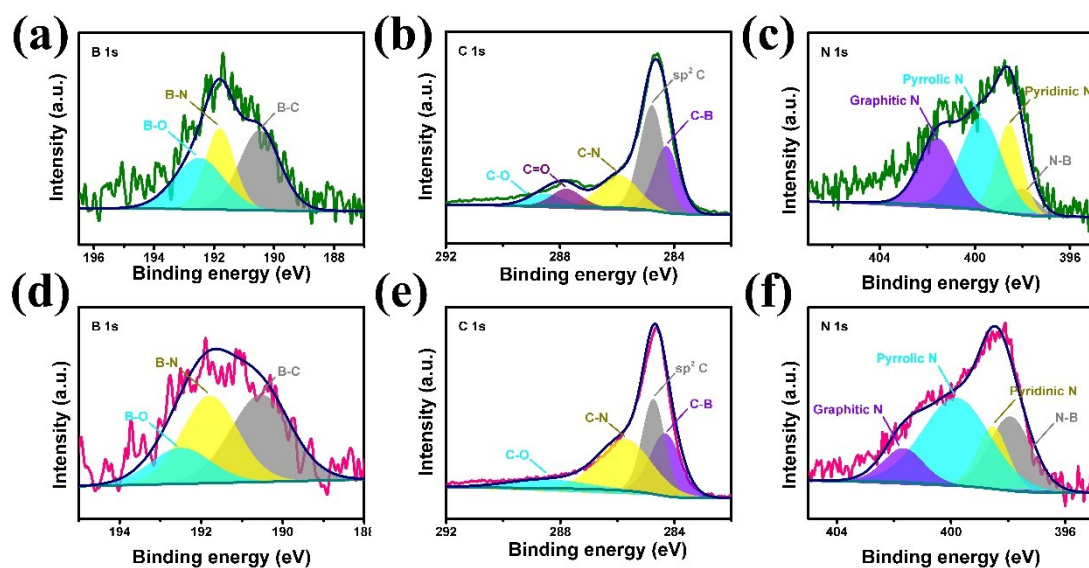 (a)
B 1s
B-N
B-C
B-O
Intensity (a.u.)
196 194 192 190 188
Binding energy (eV)
(b)
C 1s
sp² C
C-B
C-N
C=O
C-O
Intensity (a.u.)
292 288 284
Binding energy (eV)
(c)
N 1s
Pyrrolic N
Pyridinic N
Graphitic N
N-B
Intensity (a.u.)
404 400 396
Binding energy (eV)
(d)
B 1s
B-N
B-C
B-O
Intensity (a.u.)
194 192 190 188
Binding energy (eV)
(e)
C 1s
sp² C
C-N
C-B
C-O
Intensity (a.u.)
292 288 284
Binding energy (eV)
(f)
N 1s
Pyrrolic N
Graphitic N
Pyridinic N
N-B
Intensity (a.u.)
404 400 396
Binding energy (eV)